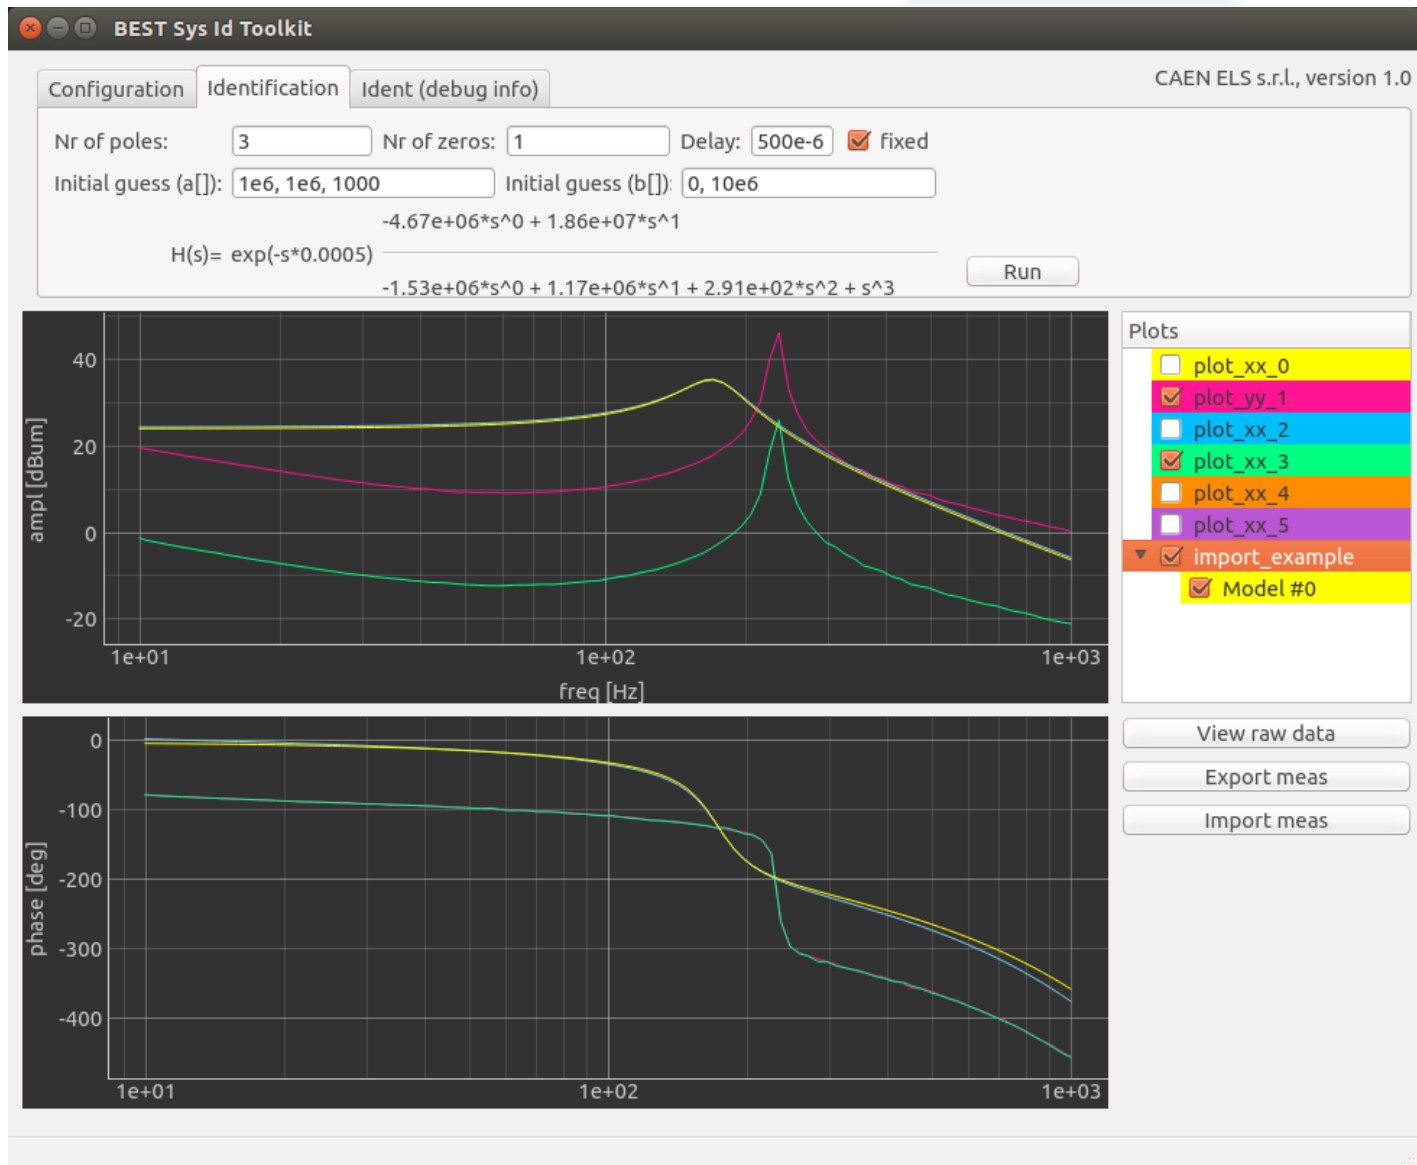 BEST Sys Id Toolkit
CAEN ELS s.r.l., version 1.0
Configuration Identification Ident (debug info)
Nr of poles: 3 Nr of zeros: 1 Delay: 500e-6 fixed
Initial guess (a[]): 1e6, 1e6, 1000 Initial guess (b[]): 0, 10e6
-4.67e+06*s^0 + 1.86e+07*s^1
H(s)= exp(-s*0.0005)
-1.53e+06*s^0 + 1.17e+06*s^1 + 2.91e+02*s^2 + s^3
Run
ampl [dBum]
40
20
0
-20
1e+01 1e+02 1e+03
freq [Hz]
Plots
plot_xx_0
plot_yy_1
plot_xx_2
plot_xx_3
plot_xx_4
plot_xx_5
import_example
Model #0
phase [deg]
0
-100
-200
-300
-400
1e+01 1e+02 1e+03
View raw data
Export meas
Import meas